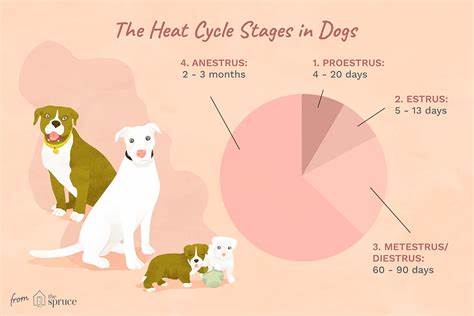 The Heat Cycle Stages in Dogs
4. ANESTRUS:
2 - 3 months
1. PROESTRUS:
4 - 20 days
2. ESTRUS:
5 - 13 days
3. METESTRUS/
DIESTRUS:
60 - 90 days
from the spruce